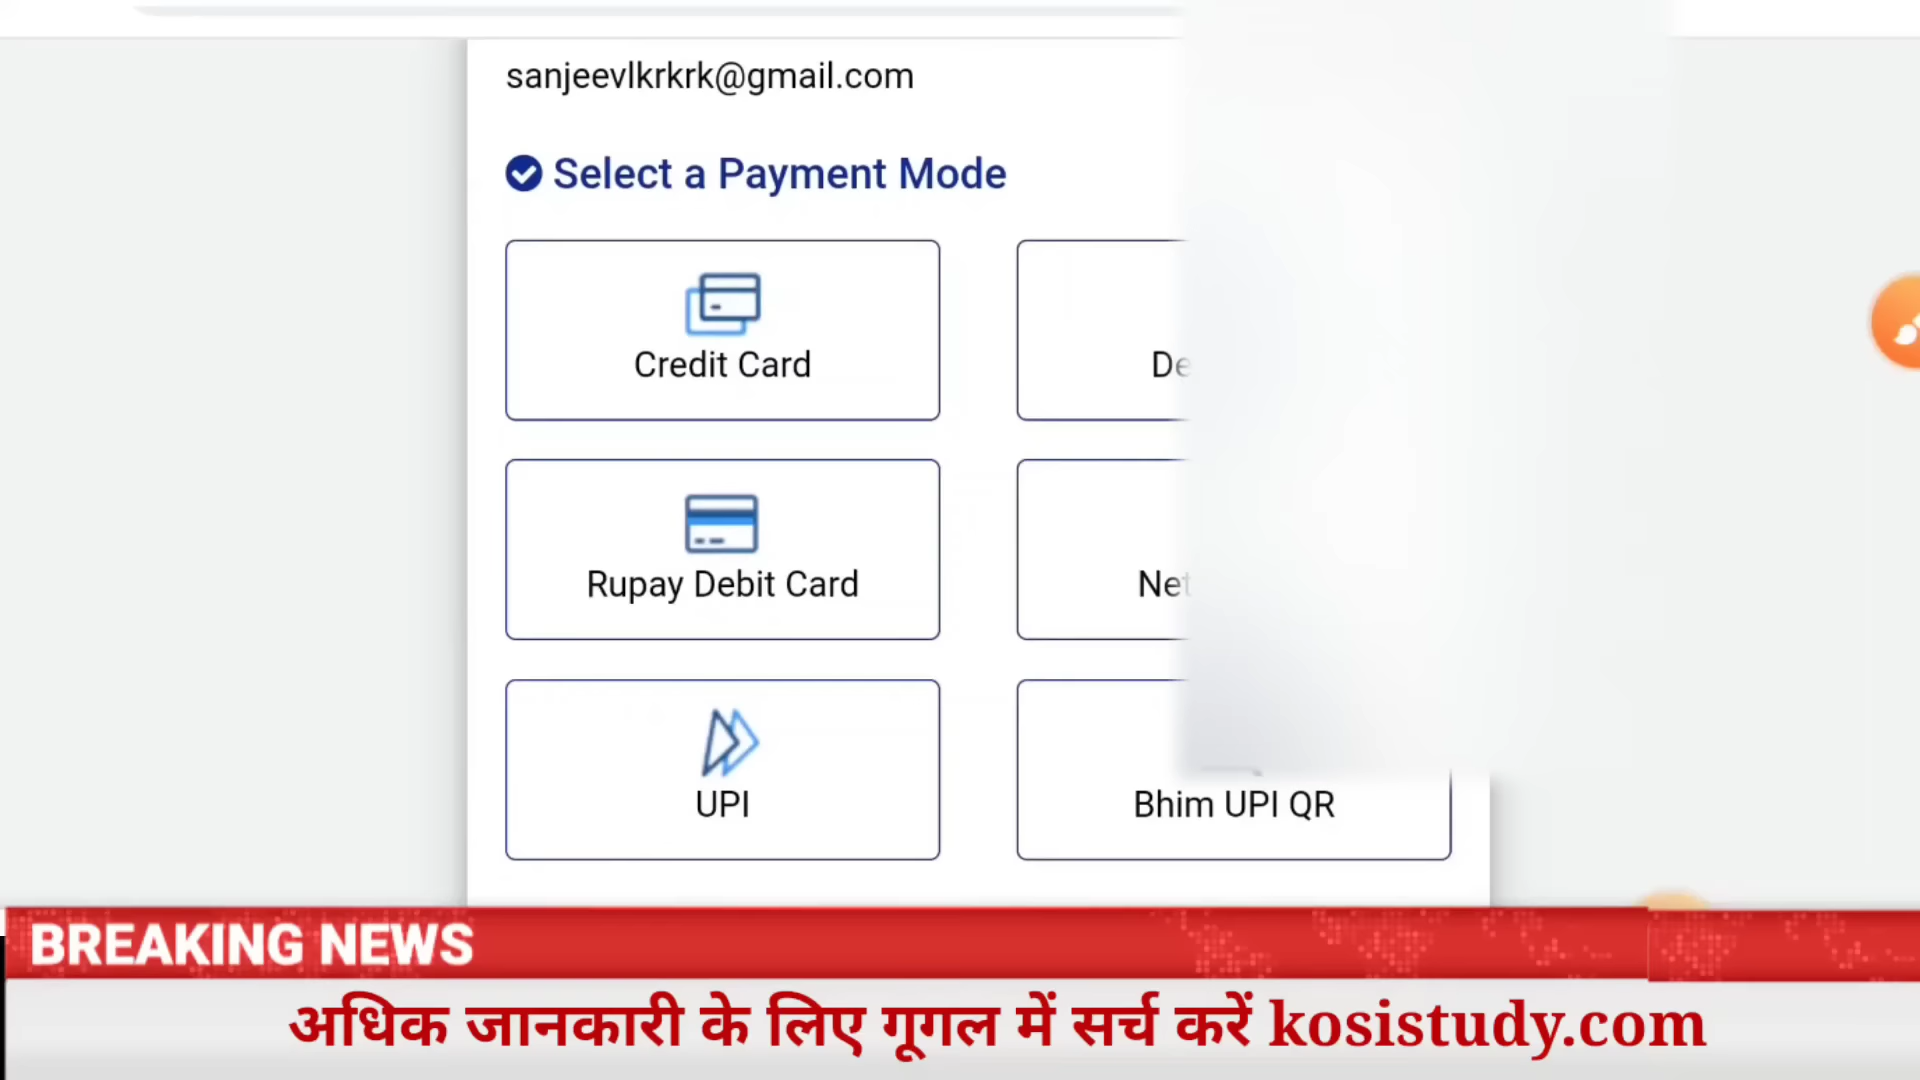 sanjeevlkrkrk@gmail.com
Select a Payment Mode
Credit Card
Rupay Debit Card
UPI
Bhim UPI QR
BREAKING NEWS
अधिक जानकारी के लिए गूगल में सर्च करें kosistudy.com